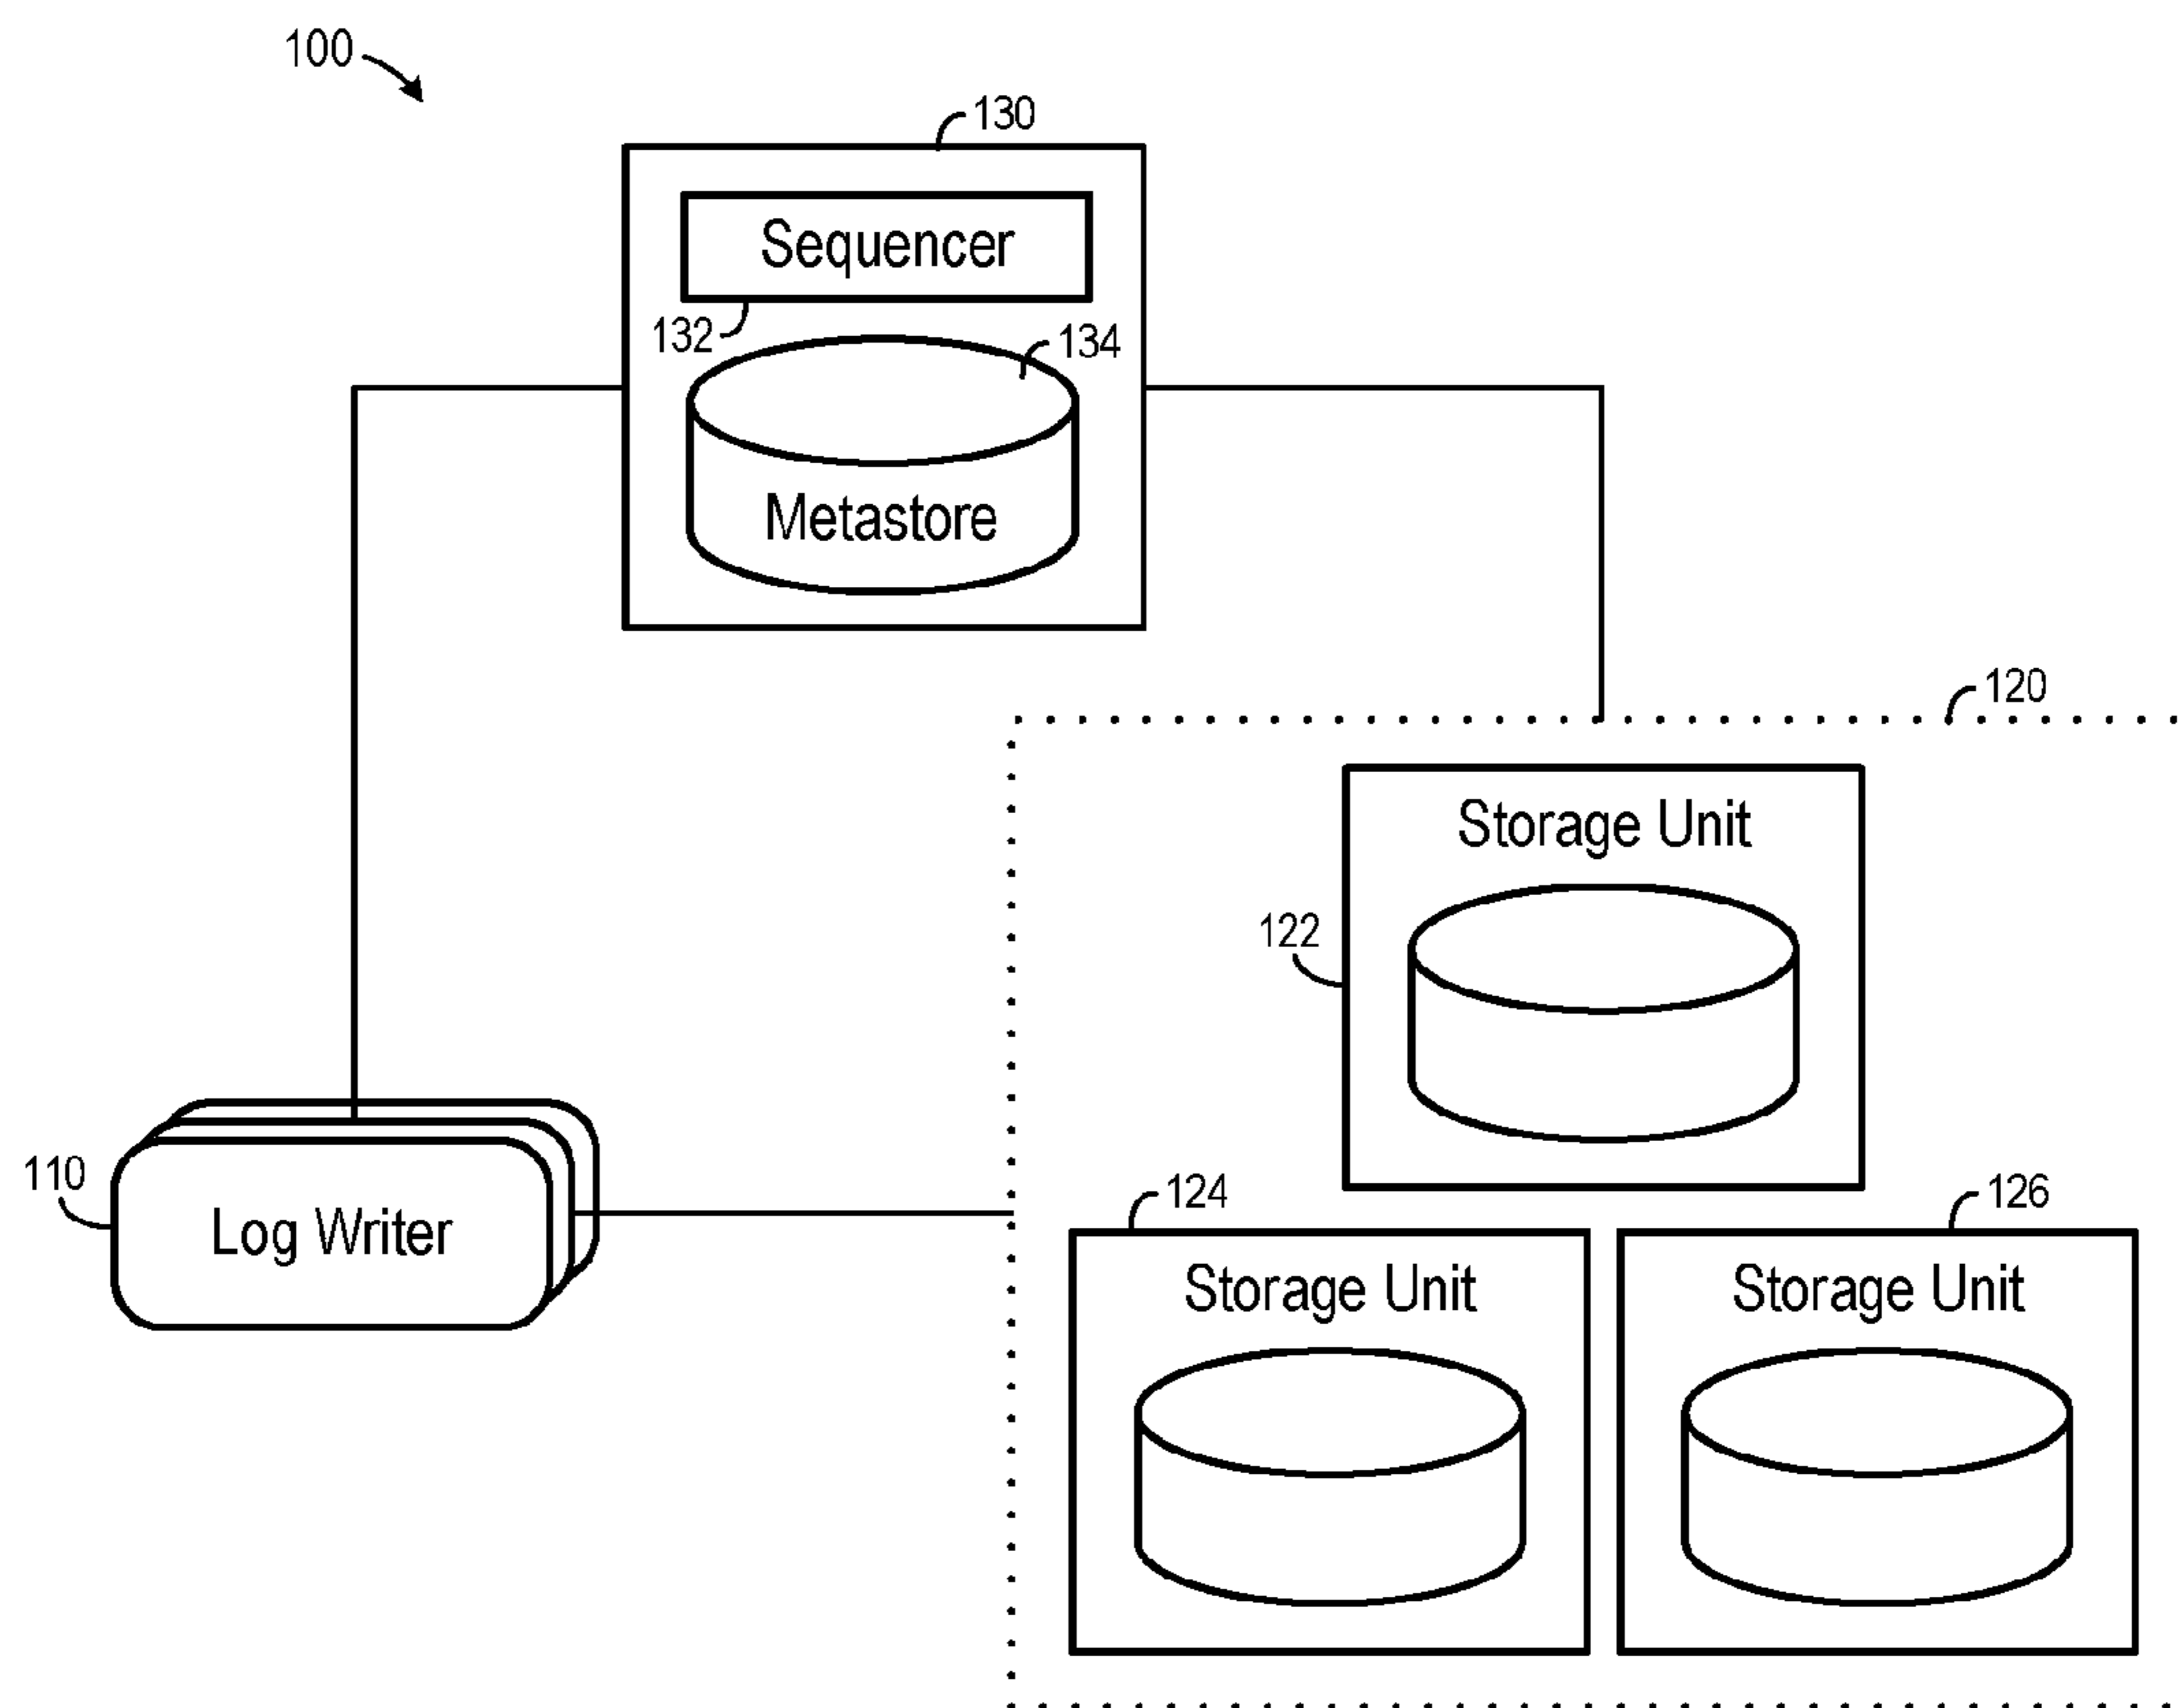 100
130
Sequencer
132
134
Metastore
120
Storage Unit
122
110
Log Writer
124
126
Storage Unit
Storage Unit